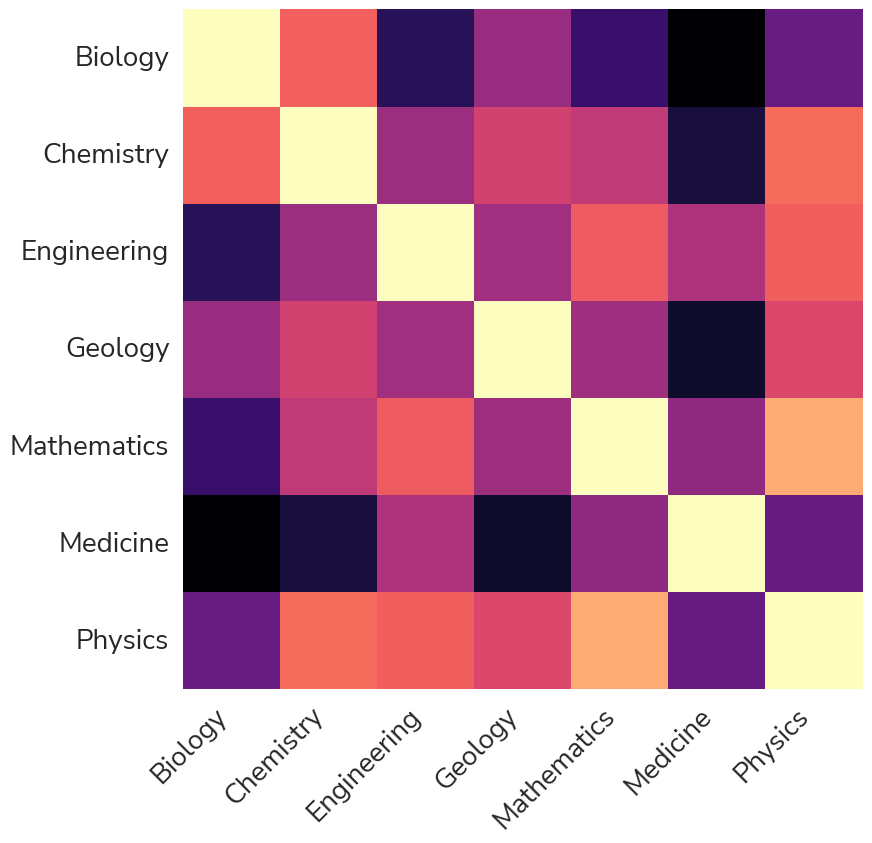 Biology
Chemistry
Engineering
Geology
Mathematics
Medicine
Physics
Biology
Chemistry
Engineering
Geology
Mathematics
Medicine
Physics